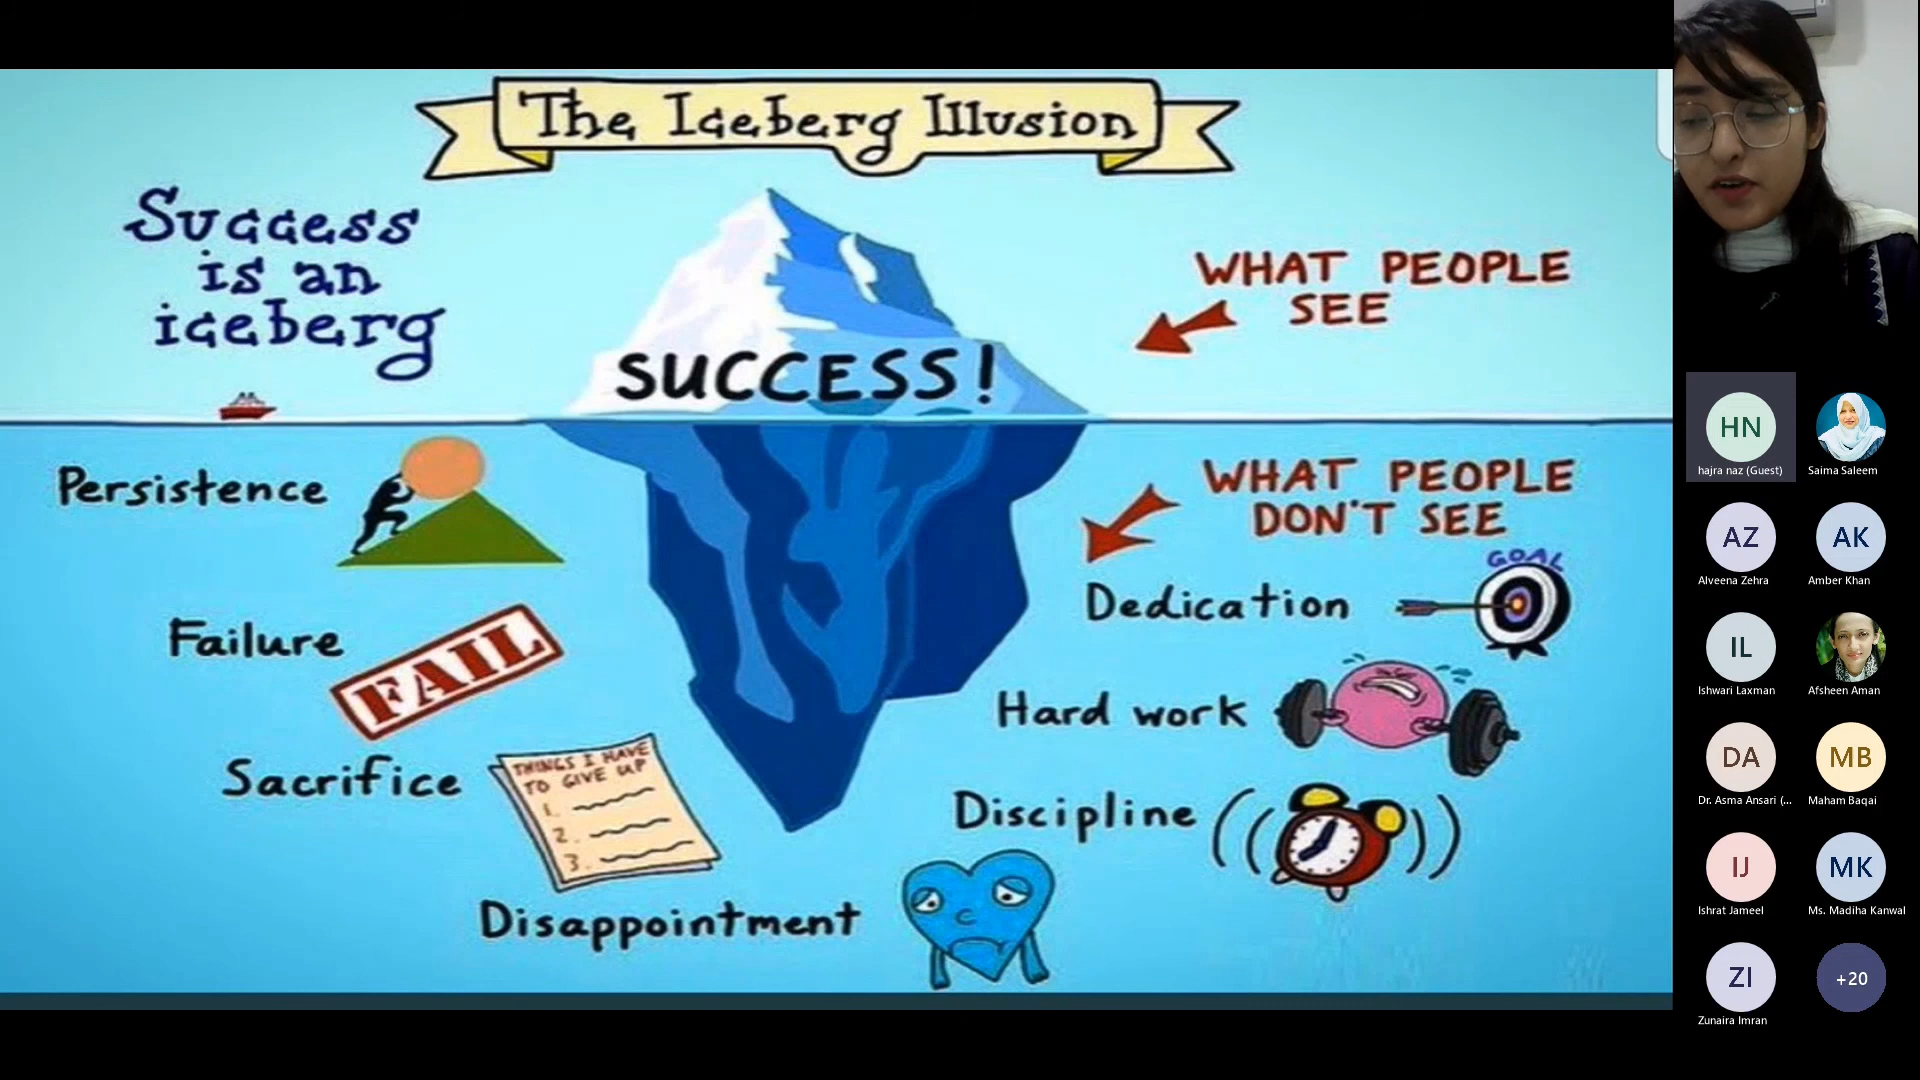 The Iceberg Illusion
Success
is an
iceberg
WHAT PEOPLE
SEE
SUCCESS!
WHAT PEOPLE
DON'T SEE
Persistence
GOAL
Dedication
Failure
FAIL
Hard work
Sacrifice
THINGS I HAVE
TO GIVE UP
1.
2.
3.
Discipline
Disappointment
HN
hajra naz (Guest)
Saima Saleem
AZ
Alveena Zehra
AK
Amber Khan
IL
Ishwari Laxman
Afsheen Aman
DA
Dr. Asma Ansari (...
MB
Maham Baqai
IJ
Ishrat Jameel
MK
Ms. Madiha Kanwal
ZI
Zunaira Imran
+20